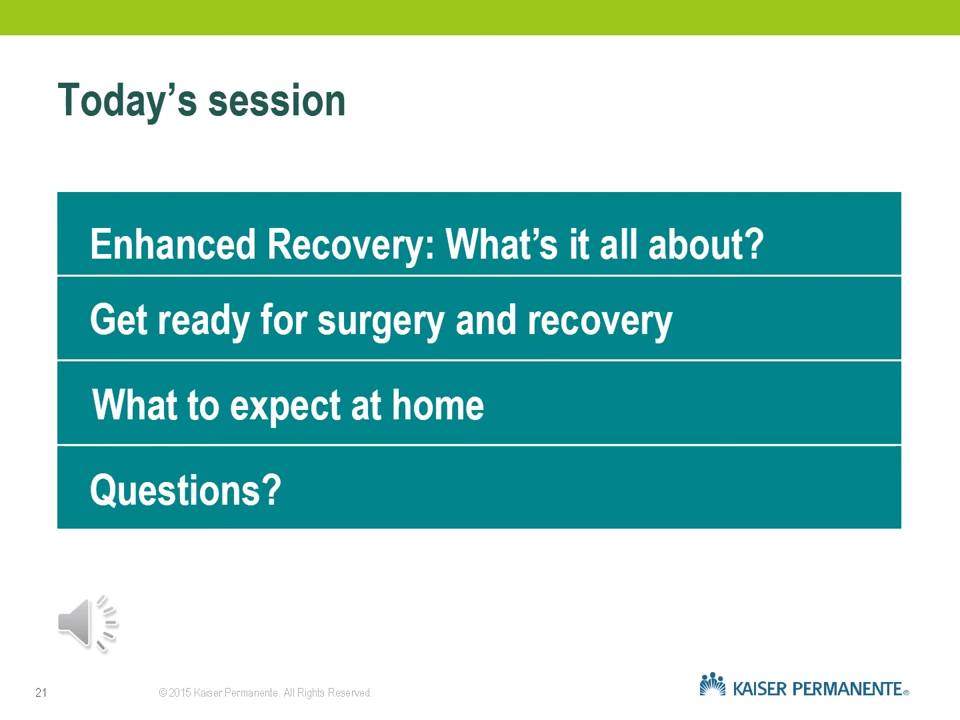 Today’s session
Enhanced Recovery: What’s it all about?
Get ready for surgery and recovery
What to expect at home
Questions?
21
© 2015 Kaiser Permanente. All Rights Reserved.
KAISER PERMANENTE®